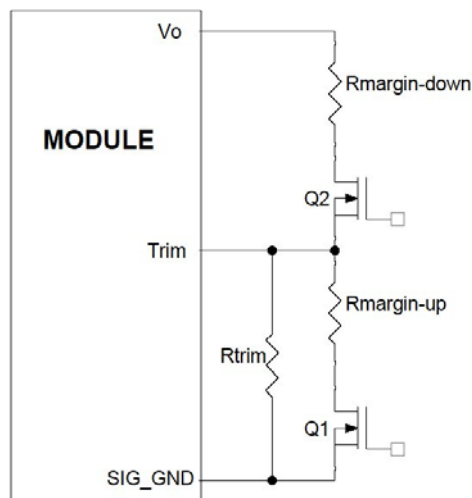 Vo
Rmargin-down
MODULE
Q2
Trim
Rmargin-up
Rtrim
Q1
SIG_GND